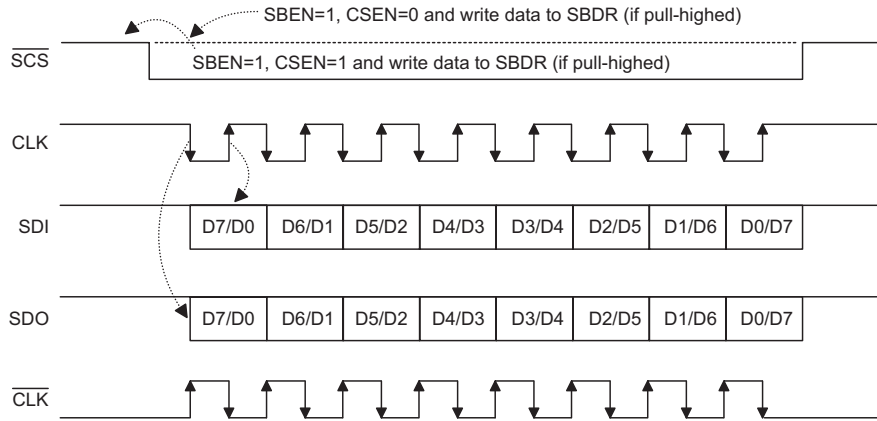 SBEN=1, CSEN=0 and write data to SBDR (if pull-highed)
SCS
SBEN=1, CSEN=1 and write data to SBDR (if pull-highed)
CLK
SDI D7/D0 D6/D1 D5/D2 D4/D3 D3/D4 D2/D5 D1/D6 D0/D7
SDO D7/D0 D6/D1 D5/D2 D4/D3 D3/D4 D2/D5 D1/D6 D0/D7
CLK